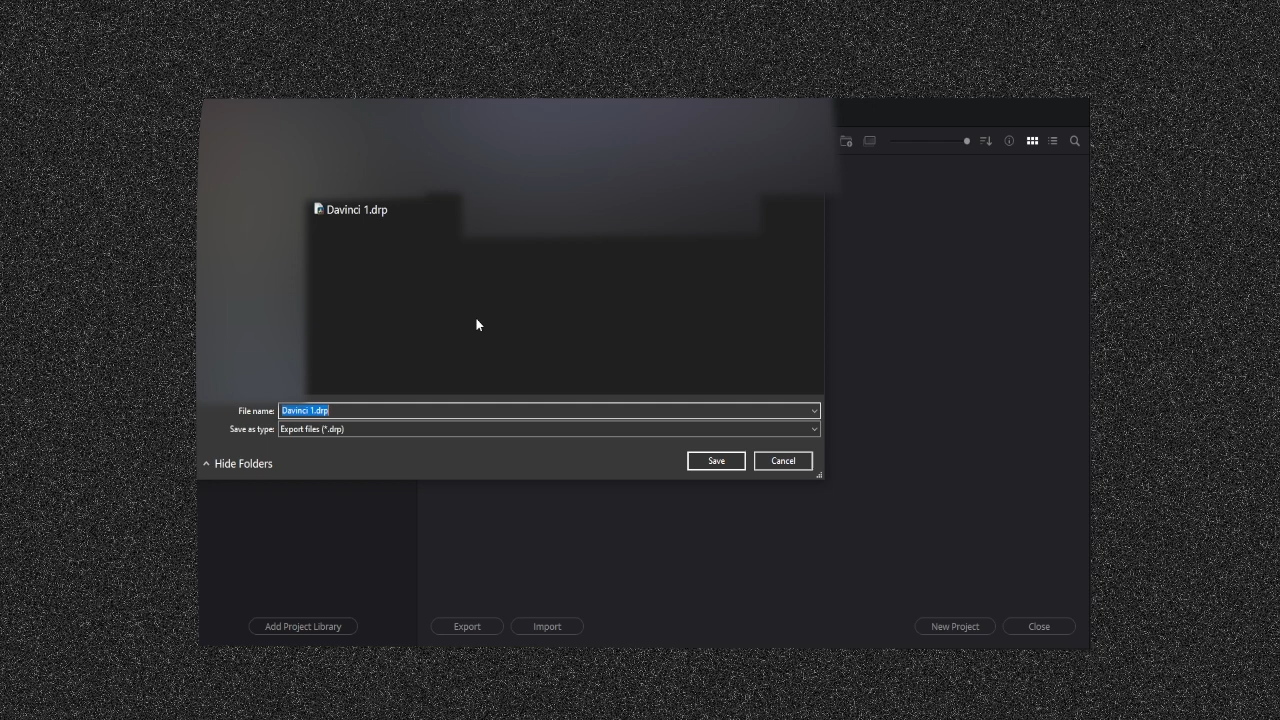 Davinci 1.drp
File name: Davinci 1.drp
Save as type: Export files (*.drp)
Hide Folders
Save
Cancel
Add Project Library
Export
Import
New Project
Close